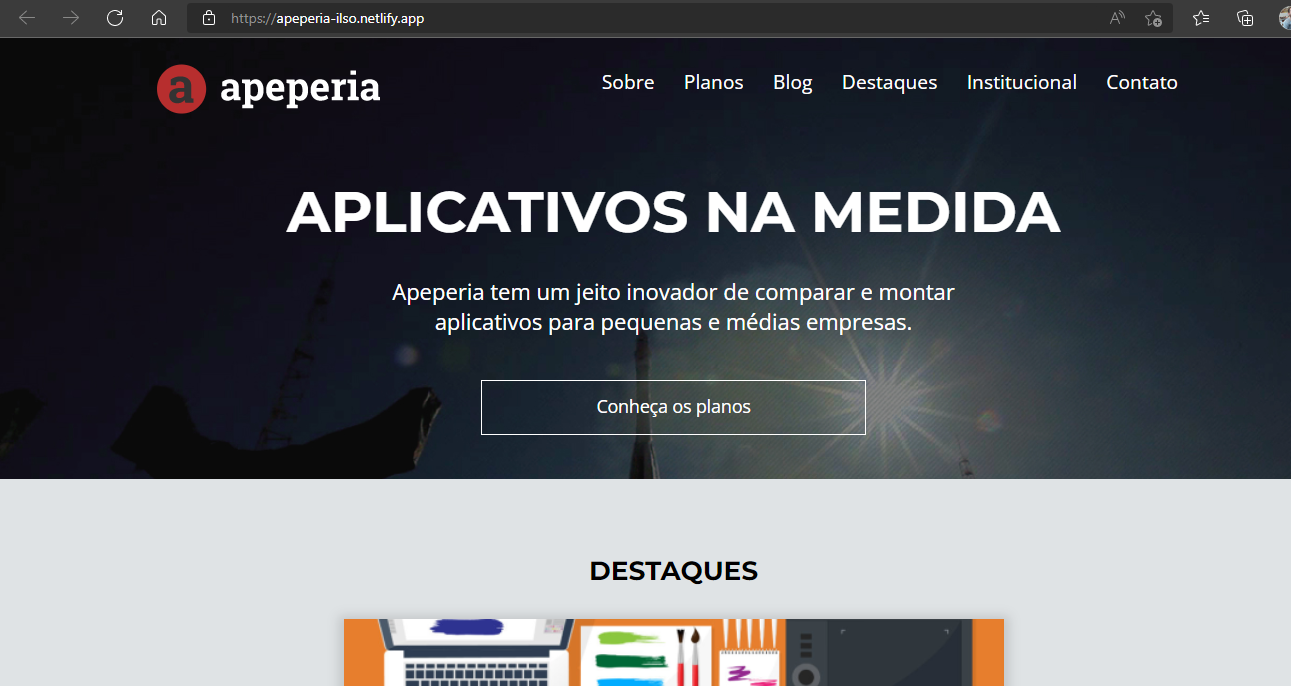 https://apeperia-ilso.netlify.app
a apeperia
Sobre Planos Blog Destaques Institucional Contato
APLICATIVOS NA MEDIDA
Apeperia tem um jeito inovador de comparar e montar
aplicativos para pequenas e médias empresas.
Conheça os planos
DESTAQUES